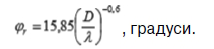 φᵣ = 15,85(D/λ)^−0,6, градуси.